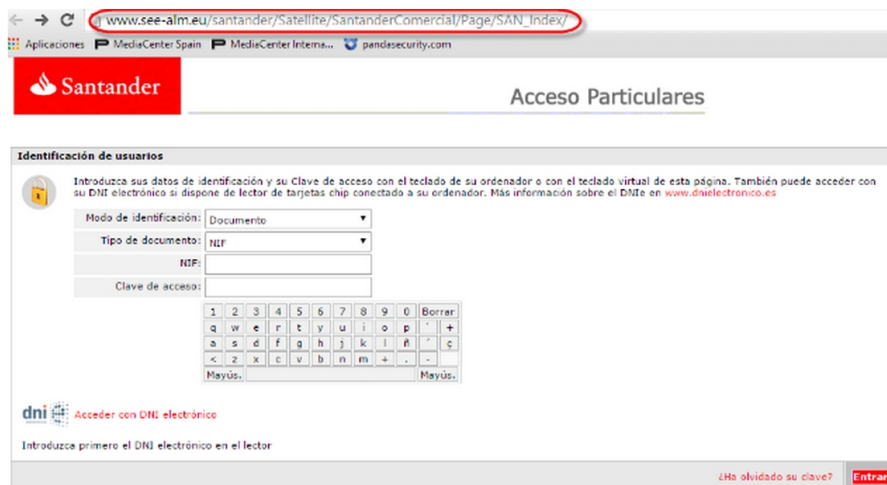 www.see-alm.eu/santander/Satellite/SantanderComercial/Page/SAN_Index/
Aplicaciones MediaCenter Spain MediaCenter Interna... pandasecurity.com
Santander
Acceso Particulares
Identificación de usuarios
Introduzca sus datos de identificación y su Clave de acceso con el teclado de su ordenador o con el teclado virtual de esta página. También puede acceder con
su DNI electrónico si dispone de lector de tarjetas chip conectado a su ordenador. Más información sobre el DNIe en www.dnielectronico.es
Modo de identificación: Documento
Tipo de documento: NIF
NIF:
Clave de acceso:
1 2 3 4 5 6 7 8 9 0 Borrar
q w e r t y u i o p ` +
a s d f g h j k l ñ ´ ç
< z x c v b n m + . -
Mayús. Mayús.
dni Acceder con DNI electrónico
Introduzca primero el DNI electrónico en el lector
¿Ha olvidado su clave? Entrar